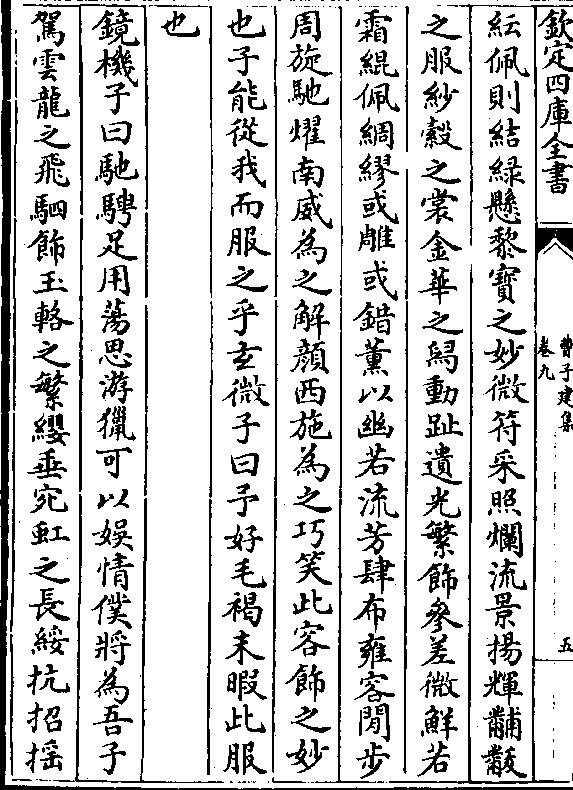 欽定四庫全書
曹子建集
卷九
五
紜佩則結綠懸黎寶之妙微符采照爛流景揚輝黼黻
之服紗縠之裳金華之舄動趾遺光繁飾參差微鮮若
霜緄佩綢繆或雕或錯薰以幽若流芳肆布雍容閒步
周旋馳燿南威為之解顔西施為之巧笑此容飾之妙
也子能從我而服之乎玄微子曰予好毛褐未暇此服
也
鏡機子曰馳騁足用蕩思游獵可以娛情僕將為吾子
駕雲龍之飛駟飾玉輅之繁纓垂宛虹之長綏抗招揺